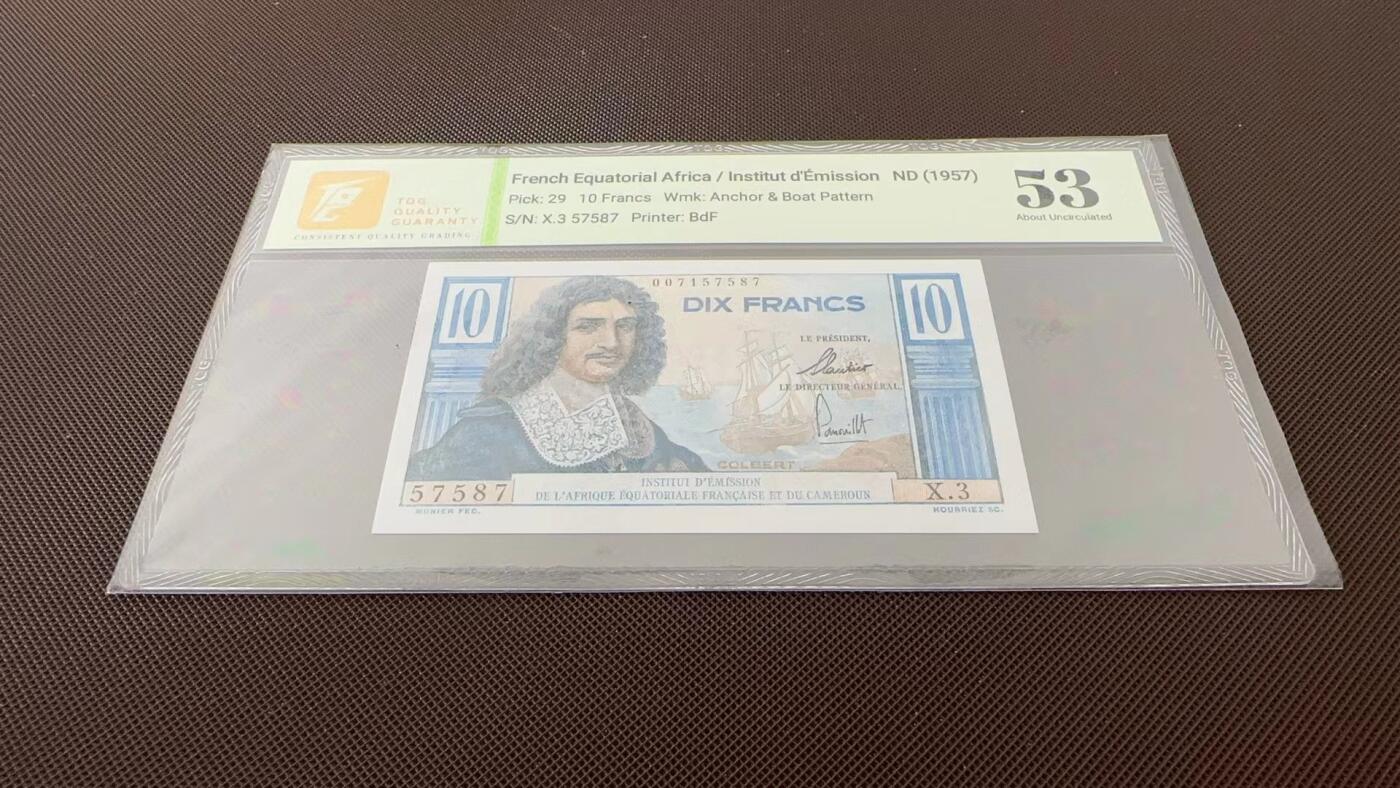 TQG
QUALITY
GUARANTY
CONSISTENT QUALITY GRADING
French Equatorial Africa / Institut d'Émission ND (1957)
Pick: 29 10 Francs Wmk: Anchor & Boat Pattern
S/N: X.3 57587 Printer: BdF
53
About Uncirculated
007157587
10
DIX FRANCS
10
LE PRÉSIDENT,
LE DIRECTEUR GÉNÉRAL,
COLBERT
57587
INSTITUT D'ÉMISSION
DE L'AFRIQUE ÉQUATORIALE FRANÇAISE ET DU CAMEROUN
X.3
MUNIER FEC.
HOURRIEZ SC.